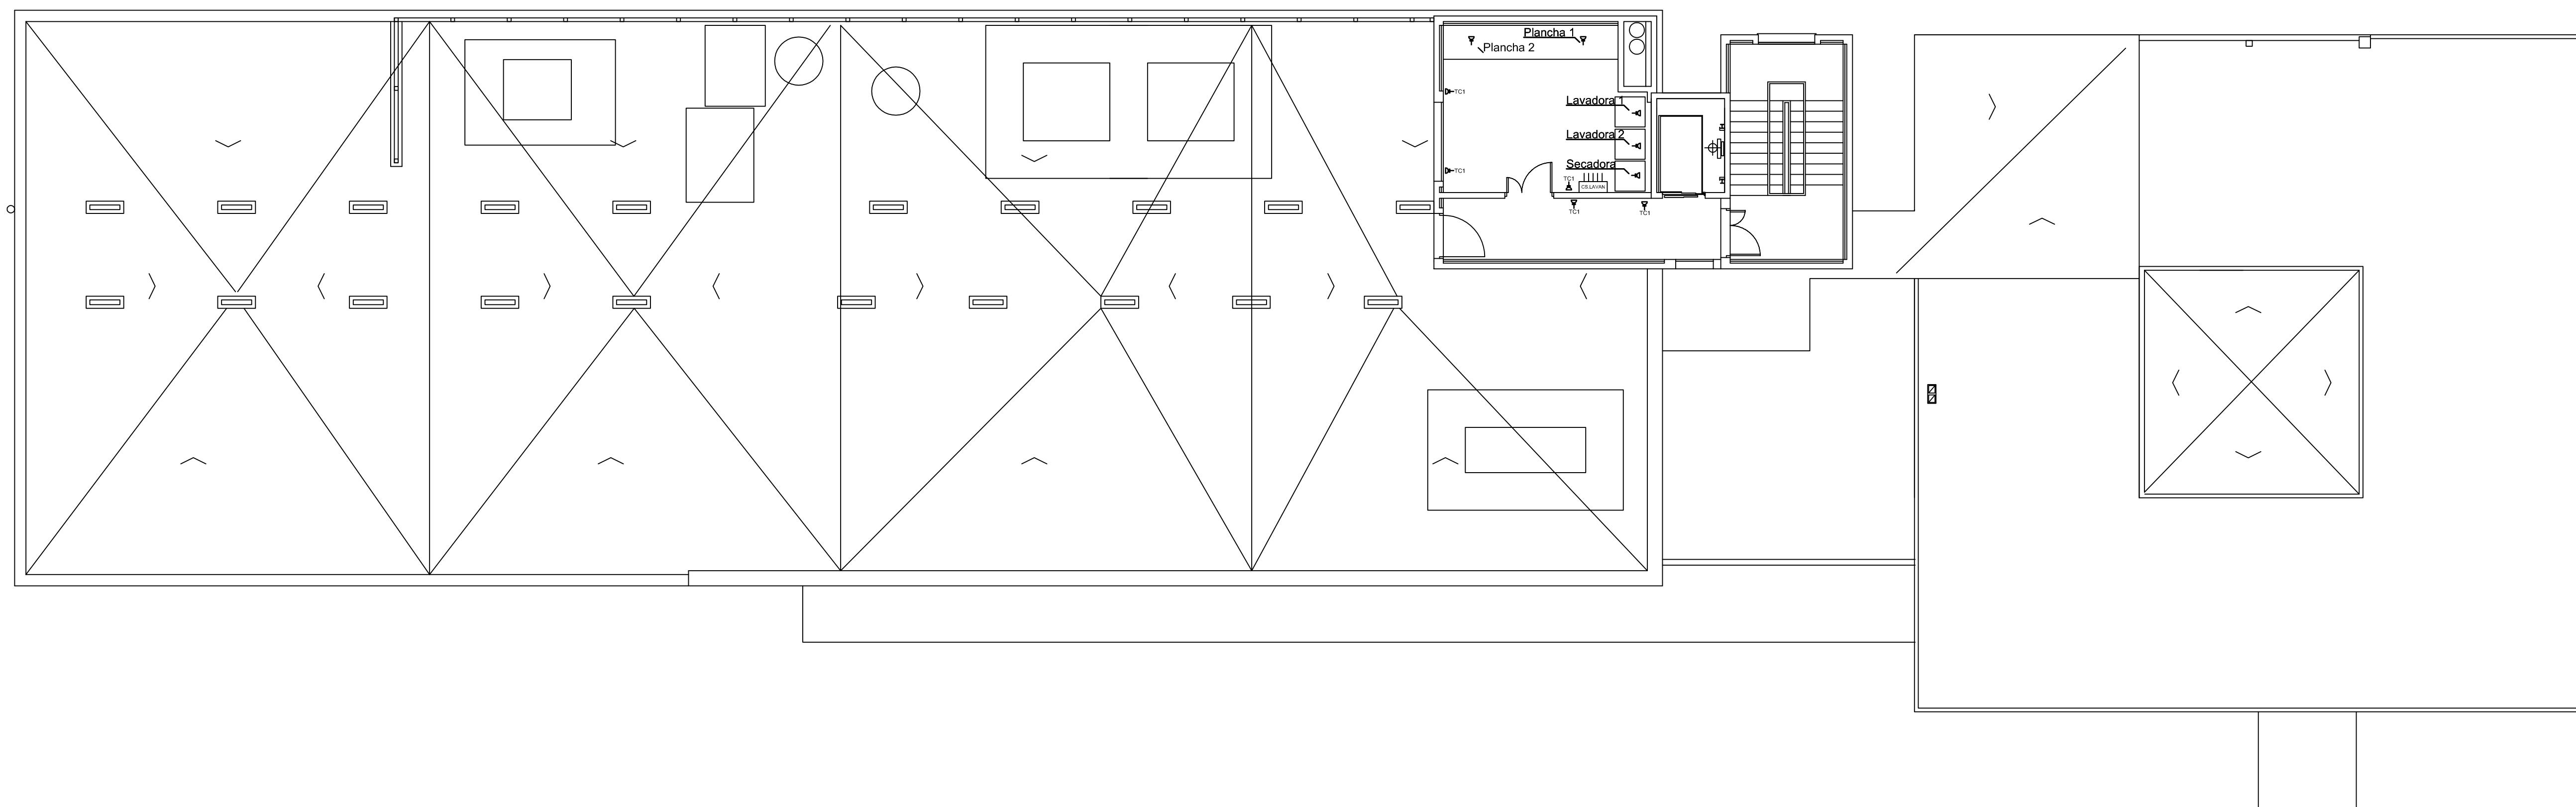 Plancha 1
Plancha 2
TC1
Lavadora 1
Lavadora 2
Secadora
TC1
TC1
CS.LAVAN.
TC1
TC1